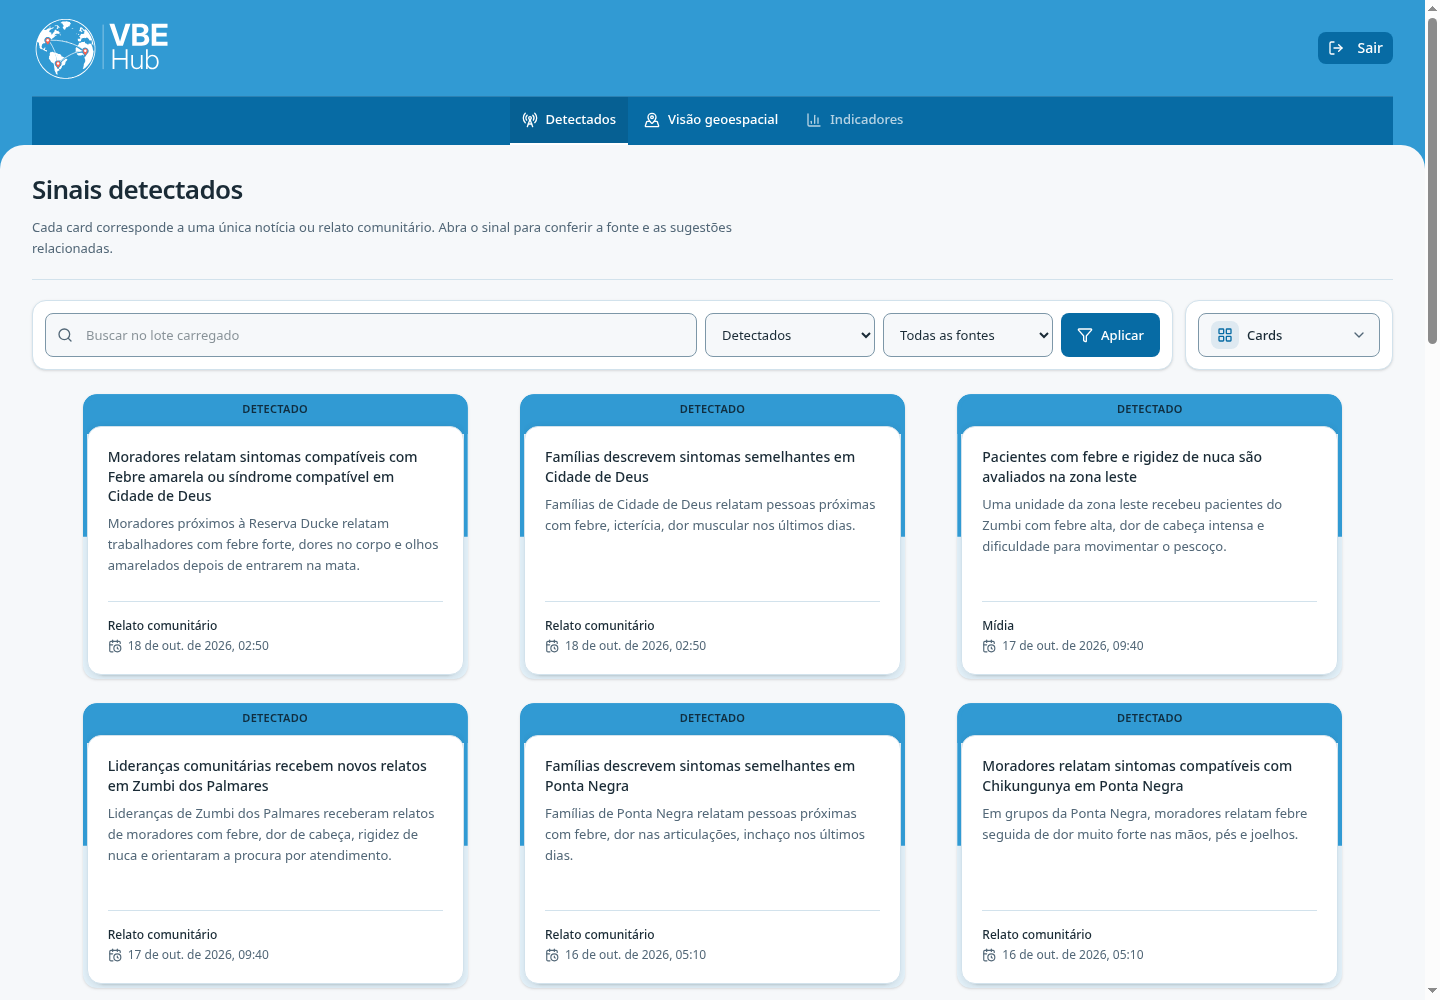 VBE
Hub
Sair
Detectados
Visão geoespacial
Indicadores
Sinais detectados
Cada card corresponde a uma única notícia ou relato comunitário. Abra o sinal para conferir a fonte e as sugestões
relacionadas.
Buscar no lote carregado
Detectados
Todas as fontes
Aplicar
Cards
DETECTADO
Moradores relatam sintomas compatíveis com
Febre amarela ou síndrome compatível em
Cidade de Deus
Moradores próximos à Reserva Ducke relatam
trabalhadores com febre forte, dores no corpo e olhos
amarelados depois de entrarem na mata.
Relato comunitário
18 de out. de 2026, 02:50
DETECTADO
Famílias descrevem sintomas semelhantes em
Cidade de Deus
Famílias de Cidade de Deus relatam pessoas próximas
com febre, icterícia, dor muscular nos últimos dias.
Relato comunitário
18 de out. de 2026, 02:50
DETECTADO
Pacientes com febre e rigidez de nuca são
avaliados na zona leste
Uma unidade da zona leste recebeu pacientes do
Zumbi com febre alta, dor de cabeça intensa e
dificuldade para movimentar o pescoço.
Mídia
17 de out. de 2026, 09:40
DETECTADO
Lideranças comunitárias recebem novos relatos
em Zumbi dos Palmares
Lideranças de Zumbi dos Palmares receberam relatos
de moradores com febre, dor de cabeça, rigidez de
nuca e orientaram a procura por atendimento.
Relato comunitário
17 de out. de 2026, 09:40
DETECTADO
Famílias descrevem sintomas semelhantes em
Ponta Negra
Famílias de Ponta Negra relatam pessoas próximas
com febre, dor nas articulações, inchaço nos últimos
dias.
Relato comunitário
16 de out. de 2026, 05:10
DETECTADO
Moradores relatam sintomas compatíveis com
Chikungunya em Ponta Negra
Em grupos da Ponta Negra, moradores relatam febre
seguida de dor muito forte nas mãos, pés e joelhos.
Relato comunitário
16 de out. de 2026, 05:10